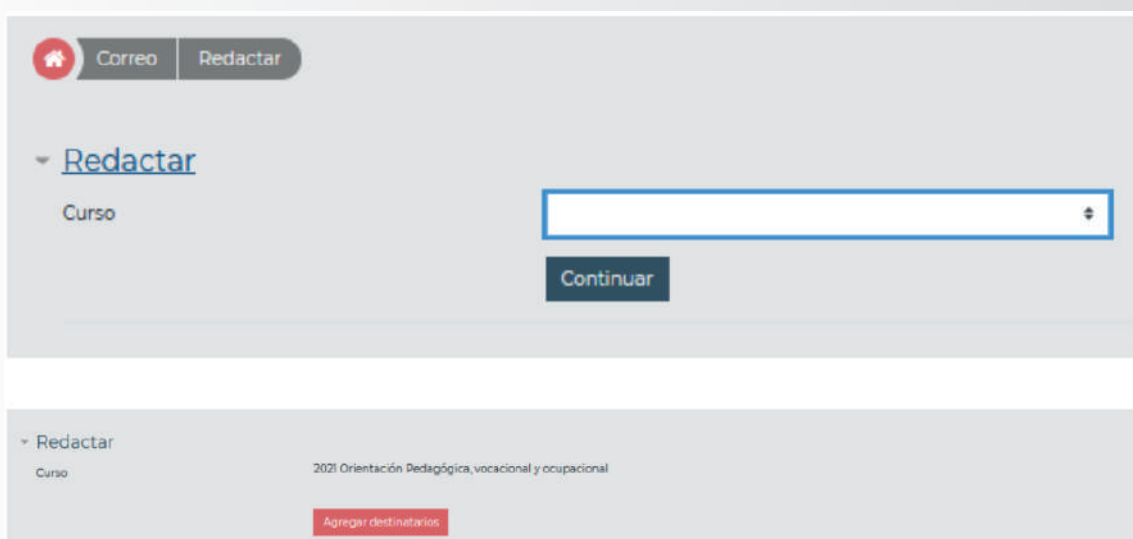 Correo Redactar
Redactar
Curso
Continuar
Redactar
Curso 2021 Orientación Pedagógica, vocacional y ocupacional
Agregar destinatarios